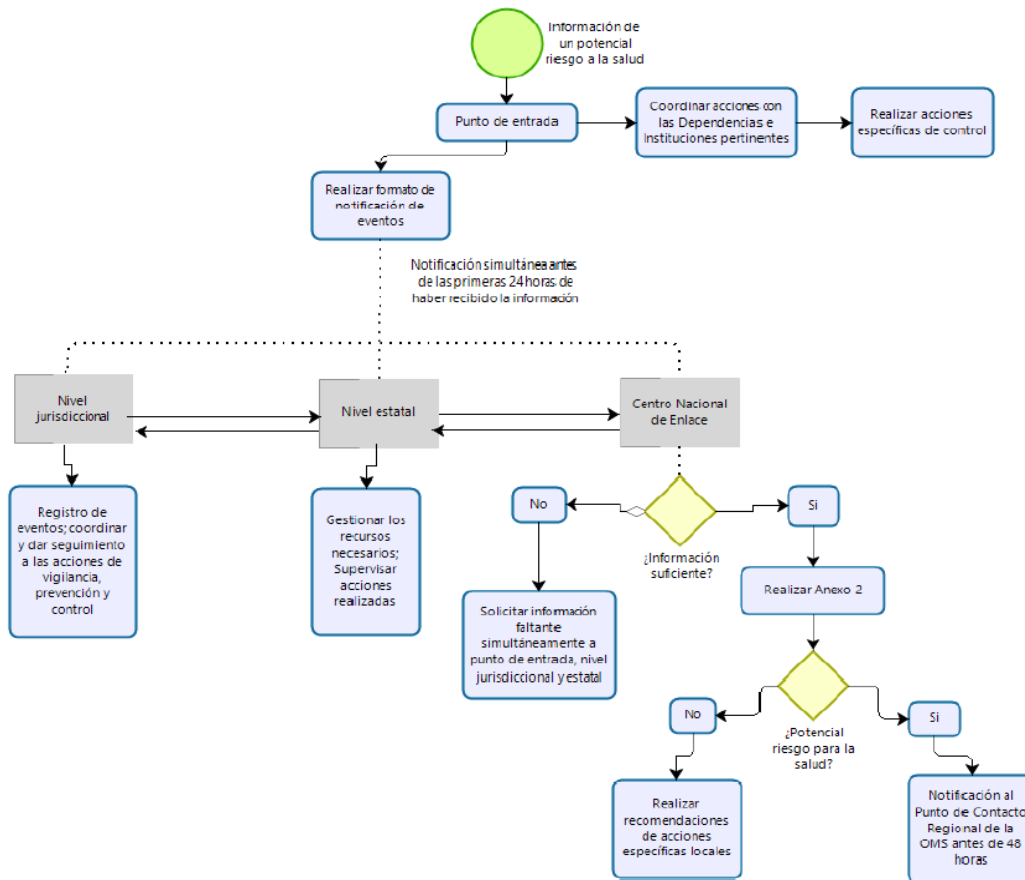 Información de
un potencial
riesgo a la salud
Punto de entrada
Coordinar acciones con
las Dependencias e
Instituciones pertinentes
Realizar acciones
específicas de control
Realizar formato de
notificación de
eventos
Notificación simultánea antes
de las primeras 24 horas de
haber recibido la información
Nivel
jurisdiccional
Nivel estatal
Centro Nacional
de Enlace
Registro de
eventos; coordinar
y dar seguimiento
a las acciones de
vigilancia,
prevención y
control
Gestionar los
recursos
necesarios;
Supervisar
acciones
realizadas
No
Si
¿Información
suficiente?
Solicitar información
faltante
simultáneamente a
punto de entrada, nivel
jurisdiccional y estatal
Realizar Anexo 2
No
Si
¿Potencial
riesgo para la
salud?
Realizar
recomendaciones
de acciones
específicas locales
Notificación al
Punto de Contacto
Regional de la
OMS antes de 48
horas